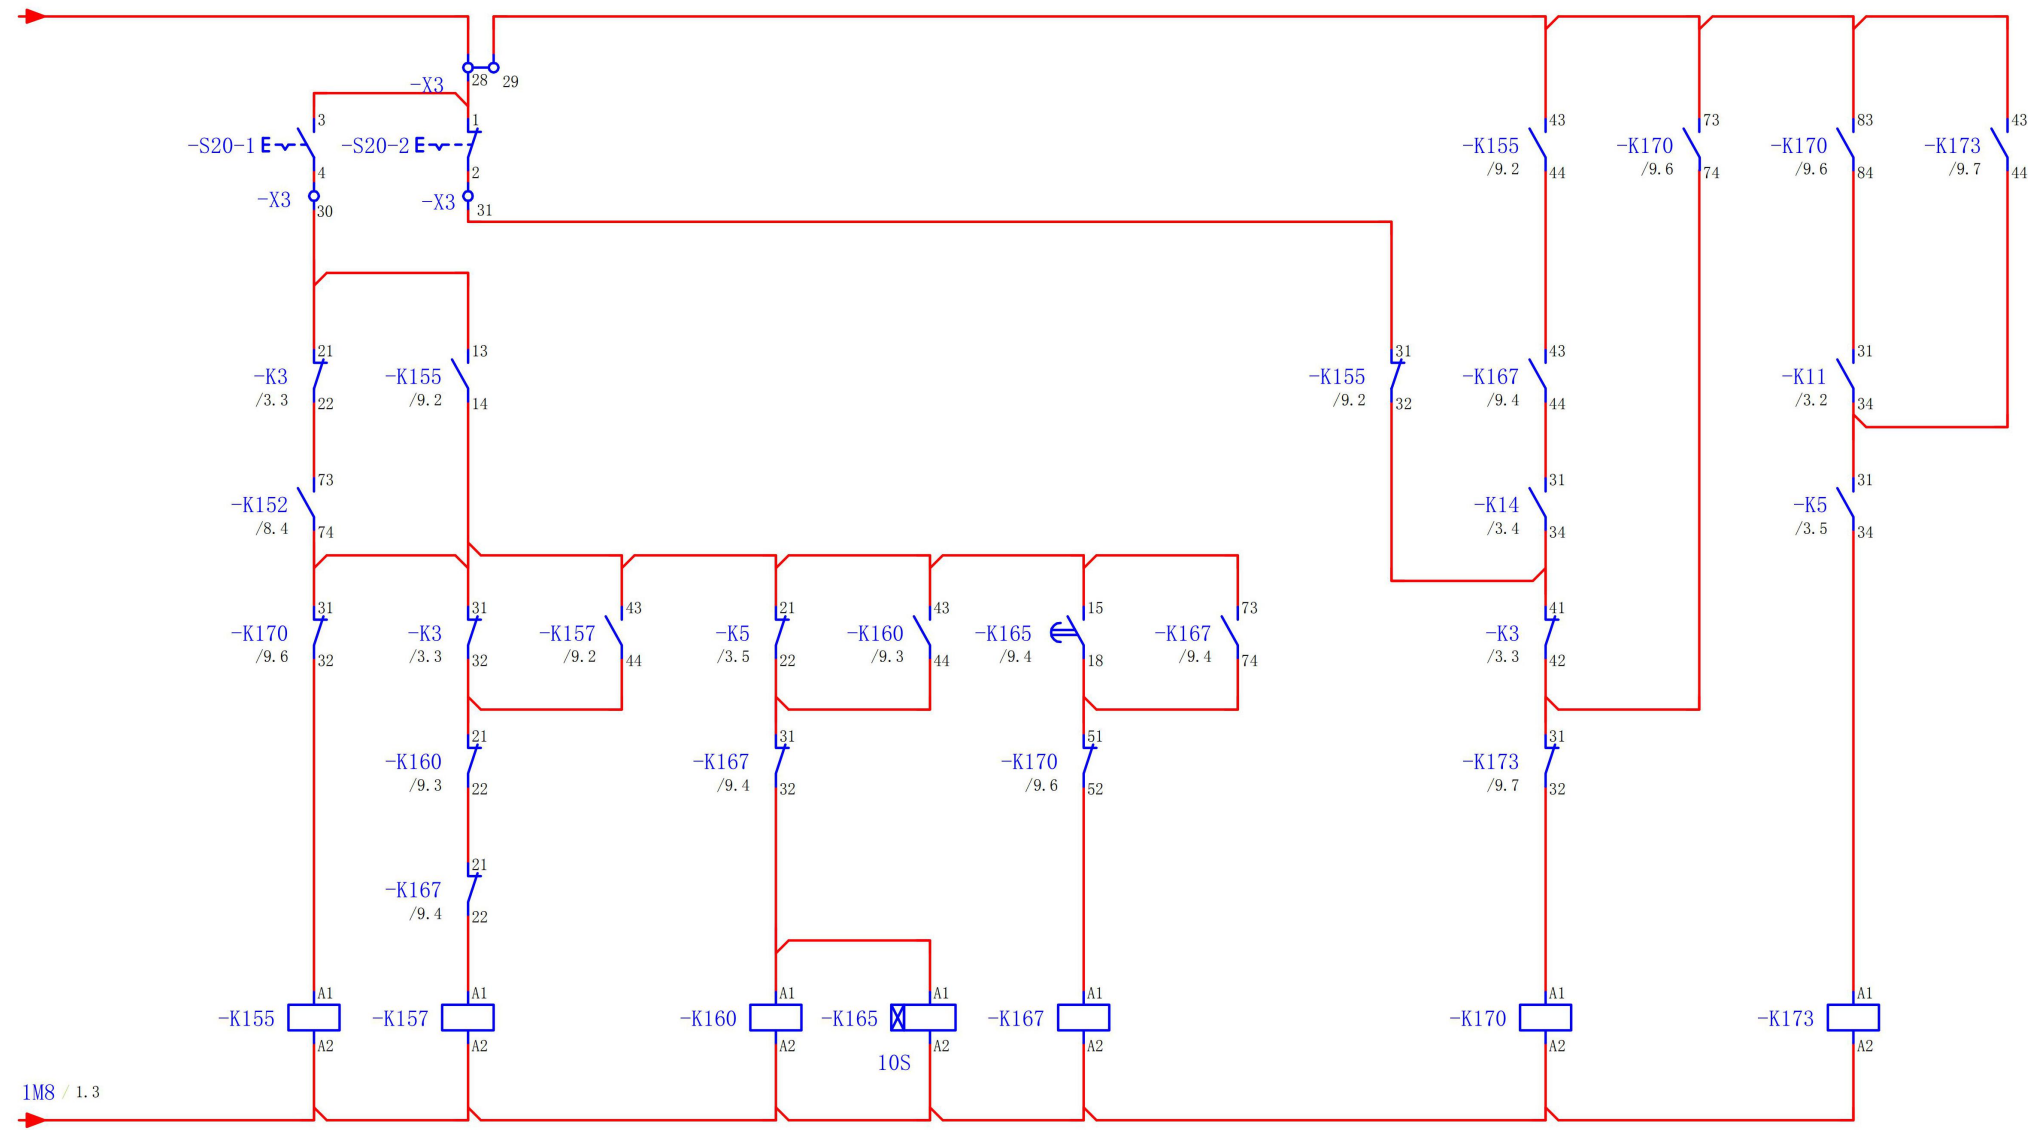 -X3 28 29
3 1 43 73 83 43
-S20-1 E -S20-2 E -K155 -K170 -K170 -K173
/9.2 /9.6 /9.6 /9.7
4 2 44 74 84 44
-X3 -X3
30 31
21 13 31 43 31
-K3 -K155 -K155 -K167 -K11
/3.3 /9.2 /9.2 /9.4 /3.2
22 14 32 44 34
73 31 31
-K152 -K14 -K5
/8.4 /3.4 /3.5
74 34 34
31 31 43 21 43 15 73 41
-K170 -K3 -K157 -K5 -K160 -K165 -K167 -K3
/9.6 /3.3 /9.2 /3.5 /9.3 /9.4 /9.4 /3.3
32 32 44 22 44 18 74 42
21 31 51 31
-K160 -K167 -K170 -K173
/9.3 /9.4 /9.6 /9.7
22 32 52 32
21
-K167
/9.4
22
A1 A1 A1 A1 A1 A1 A1
-K155 -K157 -K160 -K165 -K167 -K170 -K173
A2 A2 A2 A2 A2 A2 A2
10S
1M8 / 1.3